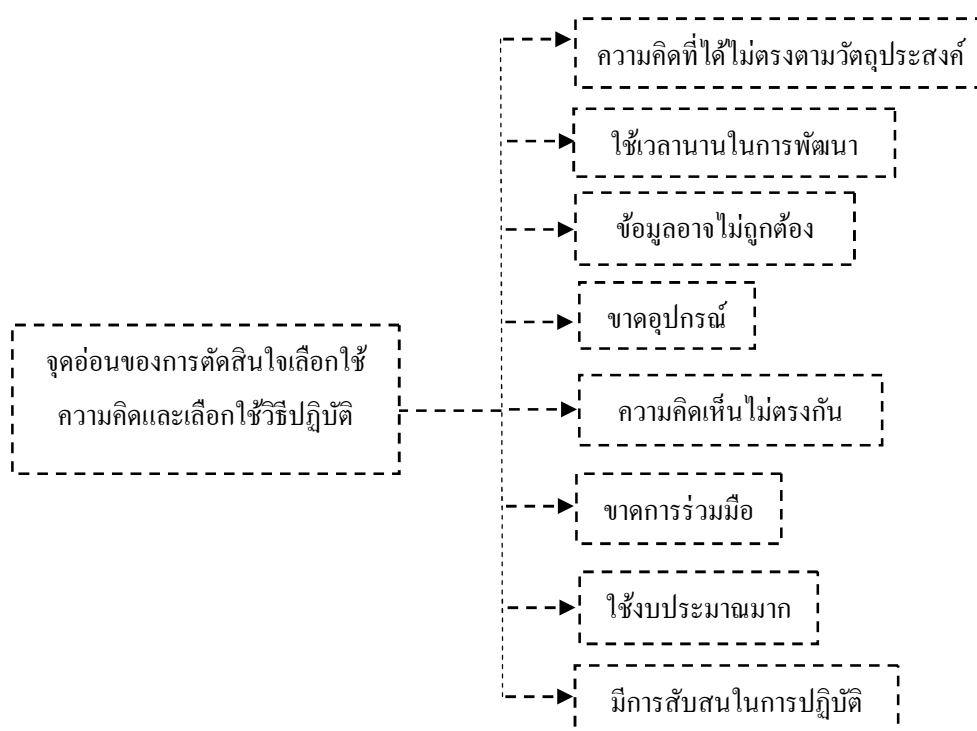 ความคิดที่ได้ไม่ตรงตามวัตถุประสงค์
ใช้เวลานานในการพัฒนา
ข้อมูลอาจไม่ถูกต้อง
ขาดอุปกรณ์
จุดอ่อนของการตัดสินใจเลือกใช้
ความคิดและเลือกใช้วิธีปฏิบัติ
ความคิดเห็นไม่ตรงกัน
ขาดการร่วมมือ
ใช้งบประมาณมาก
มีการสับสนในการปฏิบัติ